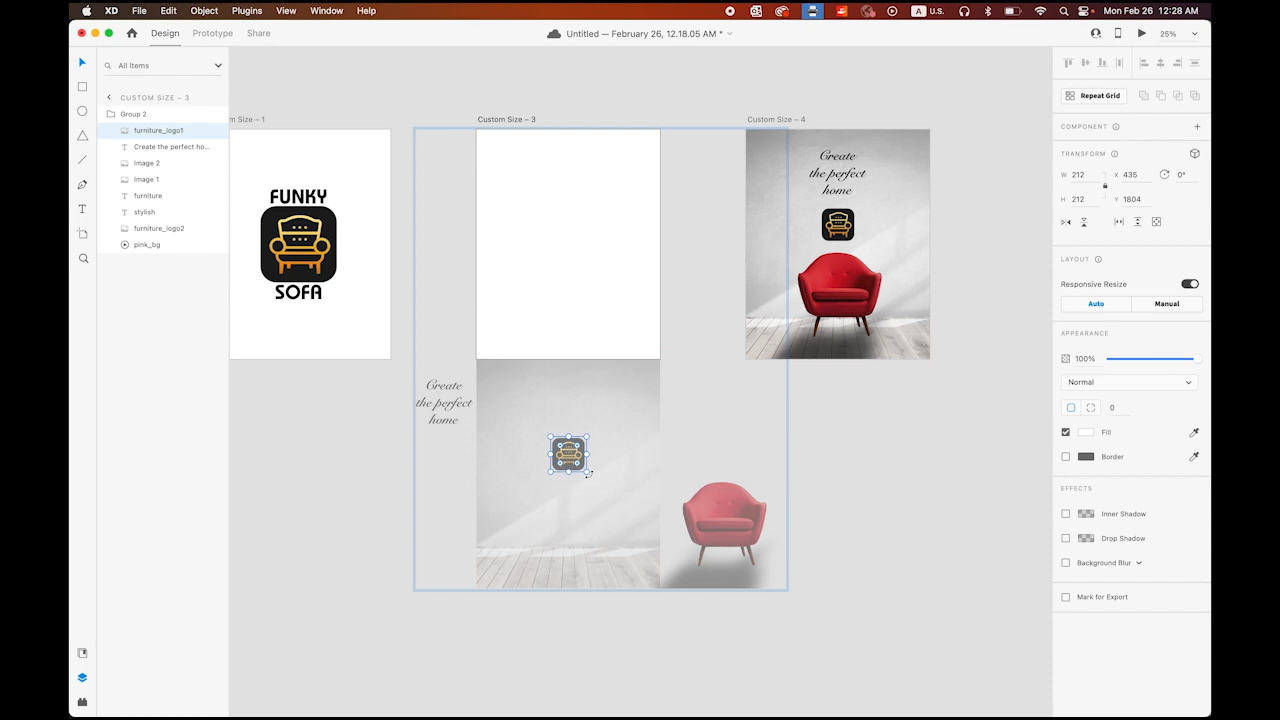 XD File Edit Object Plugins View Window Help
A U.S. Mon Feb 26 12:28 AM
Design Prototype Share
Untitled — February 26, 12.18.05 AM *
25%
All Items
CUSTOM SIZE – 3
Group 2
furniture_logo1
Create the perfect ho...
Image 2
Image 1
furniture
stylish
furniture_logo2
pink_bg
m Size – 1
Custom Size – 3
Custom Size – 4
FUNKY
SOFA
Create
the perfect
home
Create
the perfect
home
Repeat Grid
COMPONENT
TRANSFORM
W 212 X 435 0°
H 212 Y 1804
LAYOUT
Responsive Resize
Auto Manual
APPEARANCE
100%
Normal
0
Fill
Border
EFFECTS
Inner Shadow
Drop Shadow
Background Blur
Mark for Export